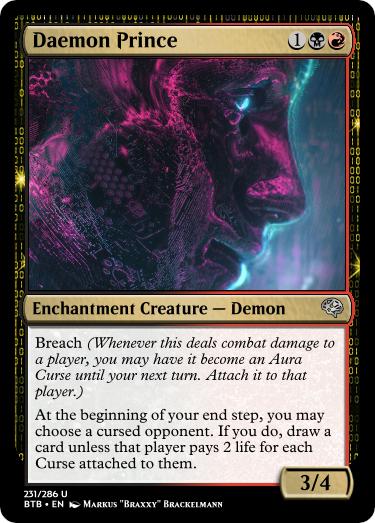 Daemon Prince 1
Enchantment Creature — Demon
Breach (Whenever this deals combat damage to
a player, you may have it become an Aura
Curse until your next turn. Attach it to that
player.)
At the beginning of your end step, you may
choose a cursed opponent. If you do, draw a
card unless that player pays 2 life for each
Curse attached to them.
3/4
231/286 U
BTB • EN Markus "Braxxy" Brackelmann